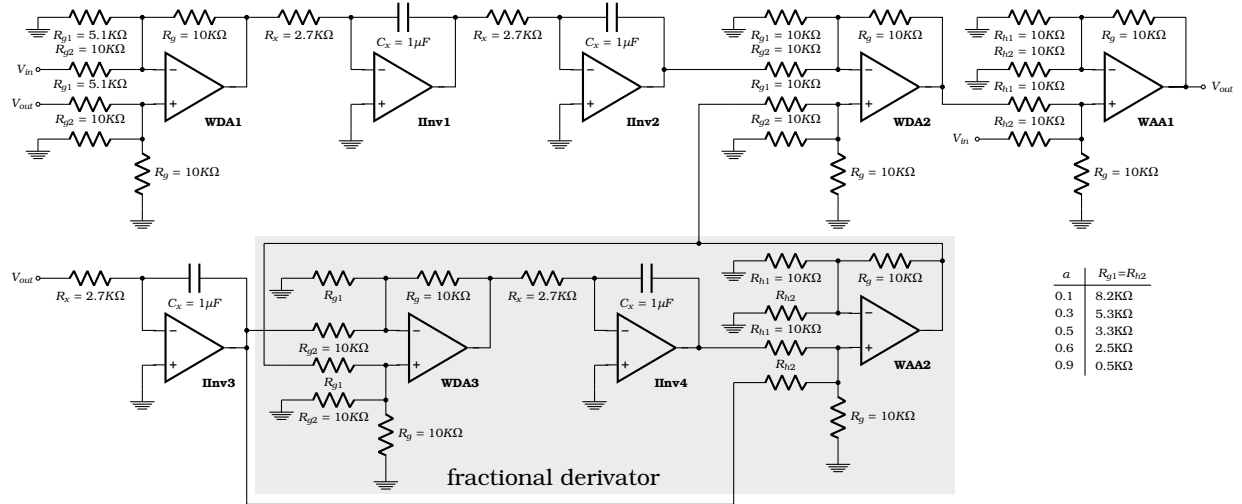 R_g1 = 5.1KΩ
R_g = 10KΩ
R_x = 2.7KΩ
C_x = 1μF
R_x = 2.7KΩ
C_x = 1μF
R_g2 = 10KΩ
V_in
R_g1 = 5.1KΩ
V_out
R_g2 = 10KΩ
R_g = 10KΩ
−
+
WDA1
−
+
IInv1
−
+
IInv2
R_g1 = 10KΩ
R_g = 10KΩ
R_g2 = 10KΩ
R_g1 = 10KΩ
R_g2 = 10KΩ
R_g = 10KΩ
−
+
WDA2
R_h1 = 10KΩ
R_g = 10KΩ
R_h2 = 10KΩ
R_h1 = 10KΩ
R_h2 = 10KΩ
V_in
R_g = 10KΩ
−
+
WAA1
V_out
V_out
R_x = 2.7KΩ
C_x = 1μF
−
+
IInv3
R_g1
R_g = 10KΩ
R_g2 = 10KΩ
R_g1
R_g2 = 10KΩ
R_g = 10KΩ
−
+
WDA3
R_x = 2.7KΩ
C_x = 1μF
−
+
IInv4
R_h1 = 10KΩ
R_g = 10KΩ
R_h2
R_h1 = 10KΩ
R_h2
R_g = 10KΩ
−
+
WAA2
fractional derivator
a R_g1=R_h2
0.1 8.2KΩ
0.3 5.3KΩ
0.5 3.3KΩ
0.6 2.5KΩ
0.9 0.5KΩ